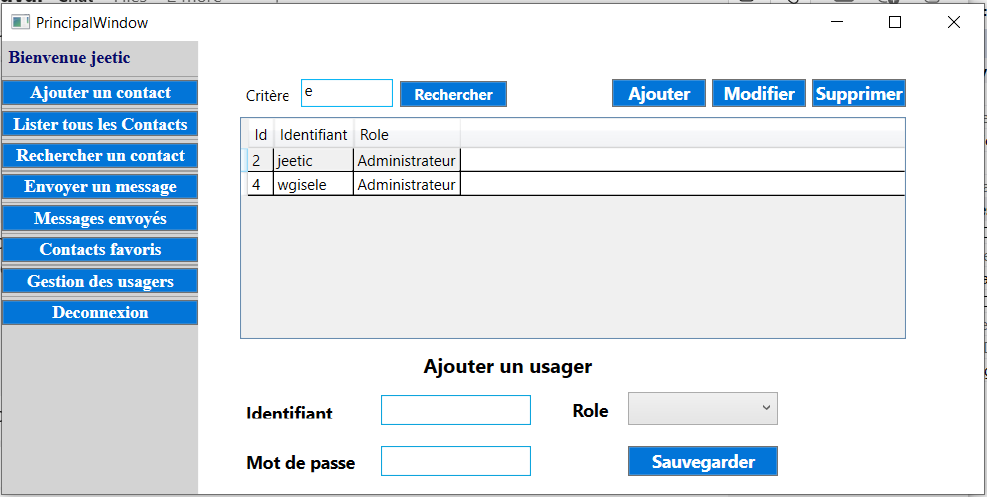 PrincipalWindow
Bienvenue jeetic
Ajouter un contact
Lister tous les Contacts
Rechercher un contact
Envoyer un message
Messages envoyés
Contacts favoris
Gestion des usagers
Deconnexion
Critère e Rechercher Ajouter Modifier Supprimer
Id Identifiant Role
2 jeetic Administrateur
4 wgisele Administrateur
Ajouter un usager
Identifiant Role
Mot de passe Sauvegarder